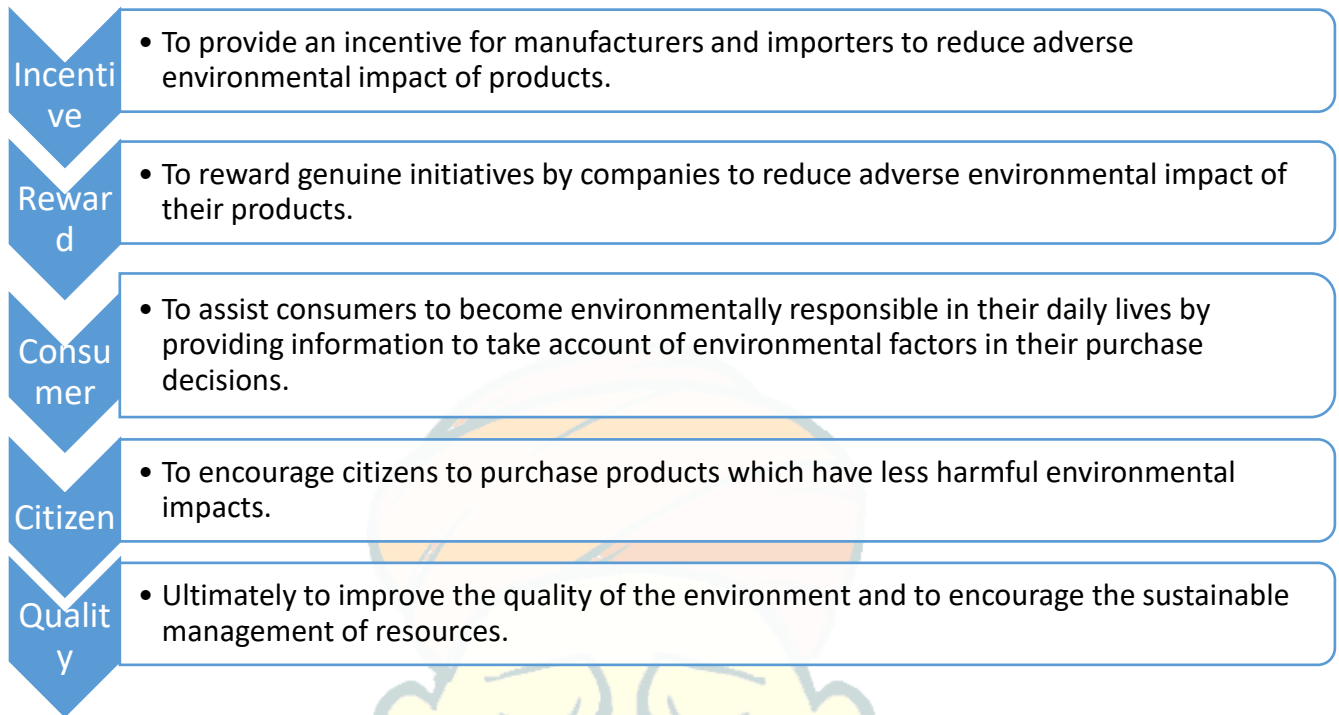 Incenti
ve
• To provide an incentive for manufacturers and importers to reduce adverse
environmental impact of products.
Rewar
d
• To reward genuine initiatives by companies to reduce adverse environmental impact of
their products.
Consu
mer
• To assist consumers to become environmentally responsible in their daily lives by
providing information to take account of environmental factors in their purchase
decisions.
Citizen
• To encourage citizens to purchase products which have less harmful environmental
impacts.
Qualit
y
• Ultimately to improve the quality of the environment and to encourage the sustainable
management of resources.